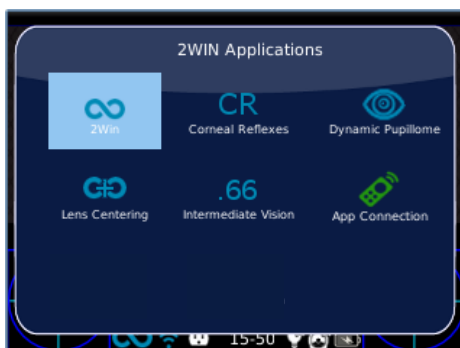 2WIN Applications
2Win
CR
Corneal Reflexes
Dynamic Pupillome
Lens Centering
.66
Intermediate Vision
App Connection
15-50